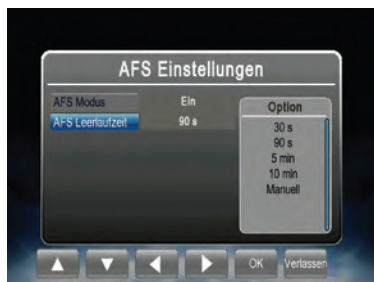 AFS Einstellungen
AFS Modus Ein
AFS Leerlaufzeit 90 s
Option
30 s
90 s
5 min
10 min
Manuell
OK Verlassen